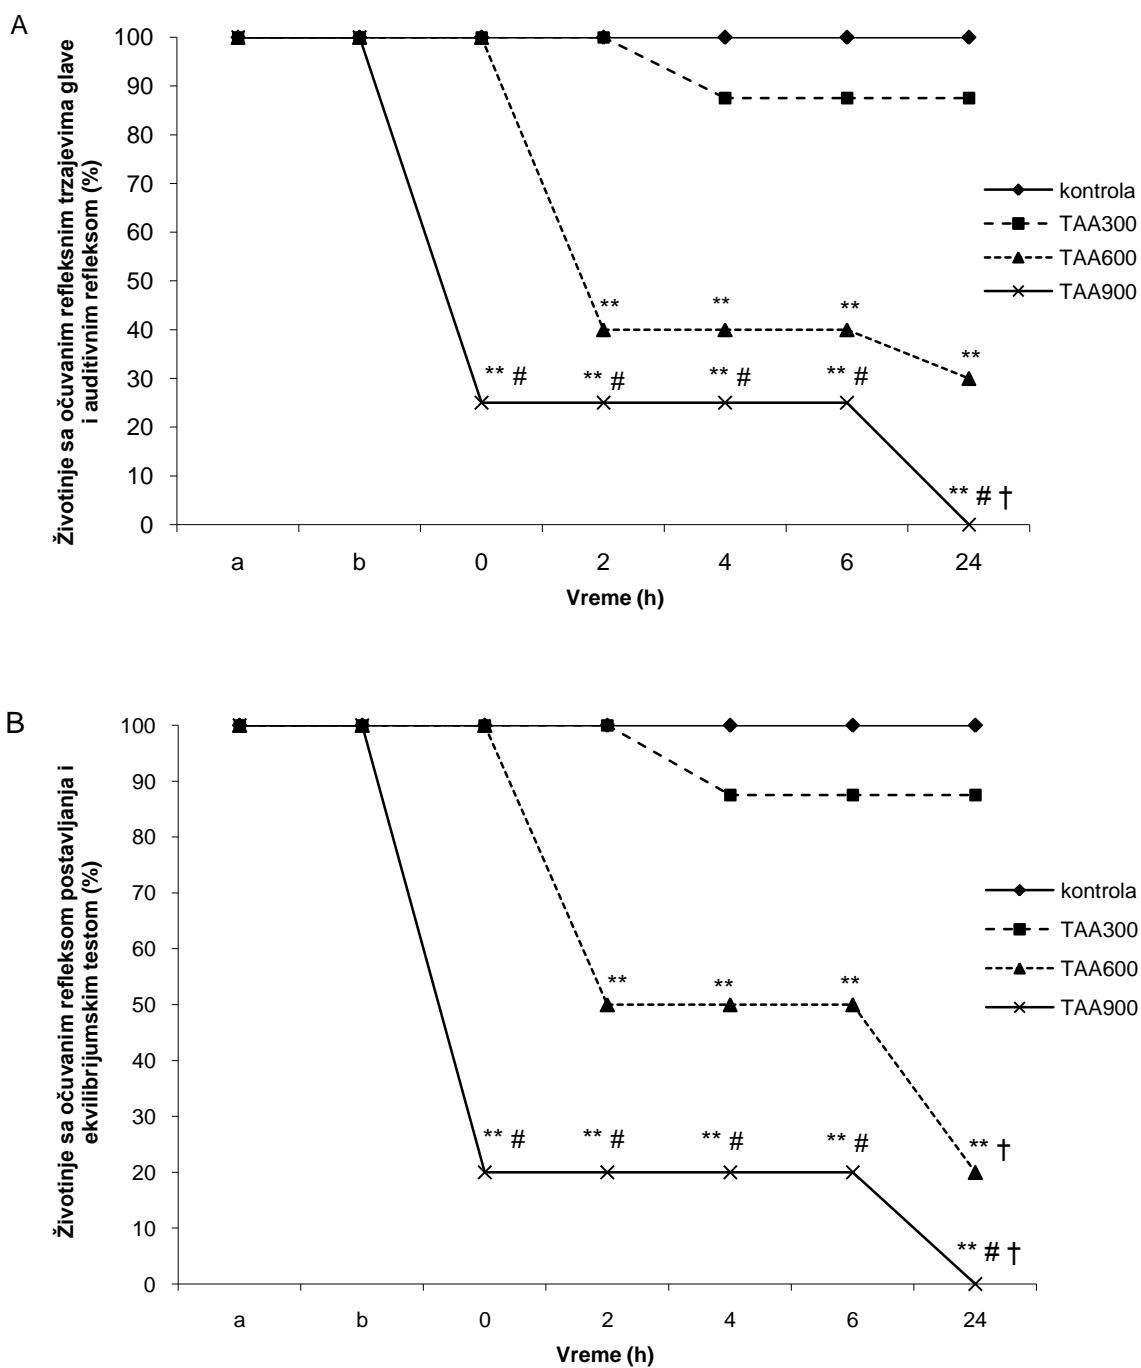 A
Životinje sa očuvanim refleksnim trzajevima glave
i auditivnim refleksom (%)
100
90
80
70
60
50
40
30
20
10
0
** ** ** **
** # ** # ** # ** #
** # †
a b 0 2 4 6 24
Vreme (h)
kontrola
TAA300
TAA600
TAA900
B
Životinje sa očuvanim refleksom postavljanja i
ekvilibrijumskim testom (%)
100
90
80
70
60
50
40
30
20
10
0
** ** **
** # ** # ** # ** # ** †
** # †
a b 0 2 4 6 24
Vreme (h)
kontrola
TAA300
TAA600
TAA900